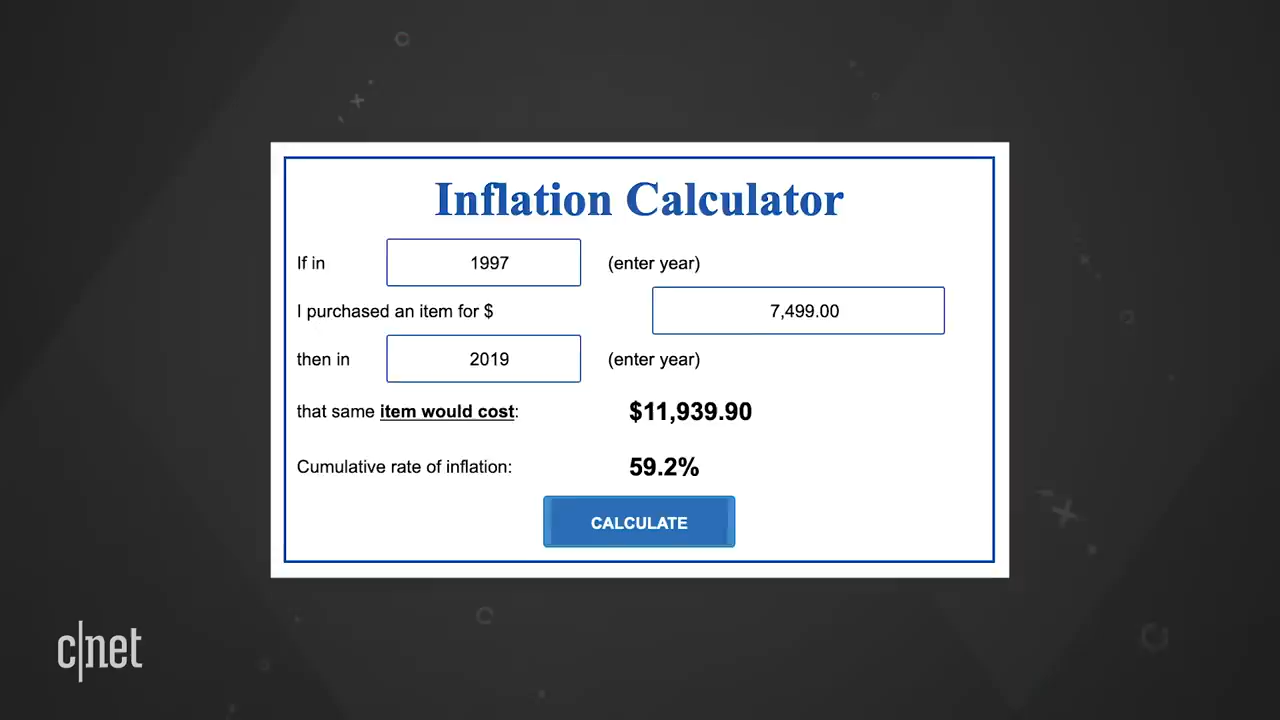 Inflation Calculator
If in 1997 (enter year)
I purchased an item for $ 7,499.00
then in 2019 (enter year)
that same item would cost: $11,939.90
Cumulative rate of inflation: 59.2%
CALCULATE
c|net